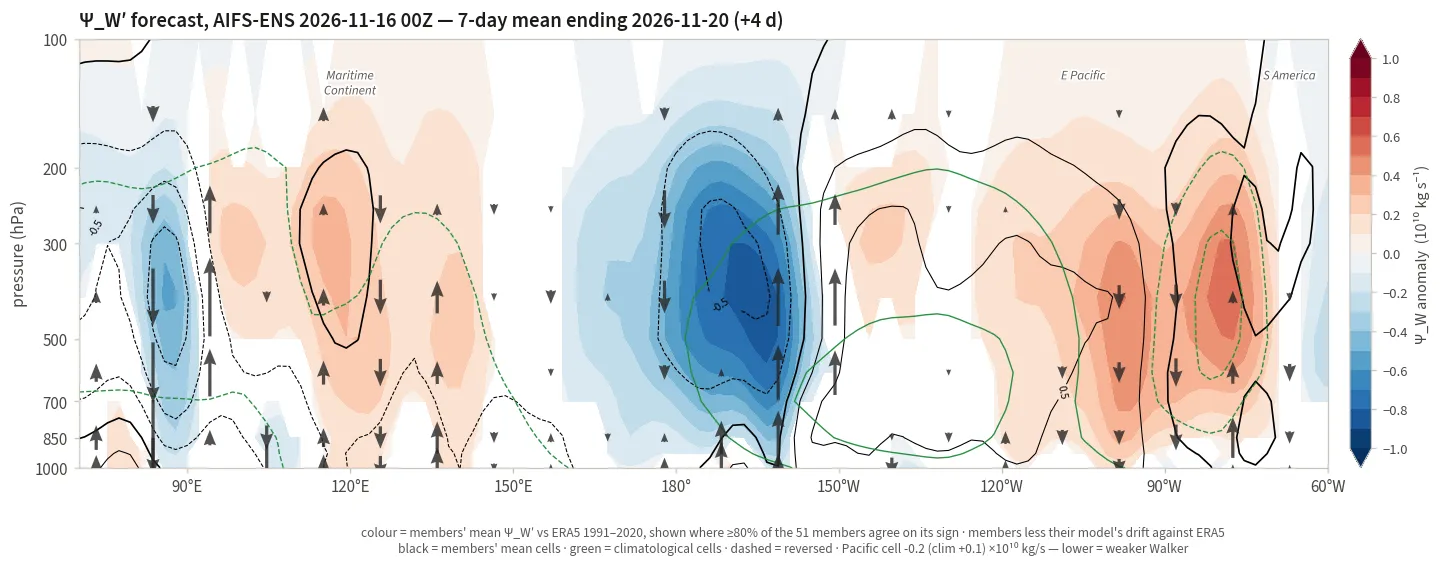 Ψ_W′ forecast, AIFS-ENS 2026-11-16 00Z — 7-day mean ending 2026-11-20 (+4 d)
100
200
300
400
500
700
850
1000
pressure (hPa)
Maritime
Continent
E Pacific
S America
-0.5
-0.5
0.5
90°E
120°E
150°E
180°
150°W
120°W
90°W
60°W
1.0
0.8
0.6
0.4
0.2
0.0
−0.2
−0.4
−0.6
−0.8
−1.0
Ψ_W anomaly (10¹⁰ kg s⁻¹)
colour = members' mean Ψ_W′ vs ERA5 1991–2020, shown where ≥80% of the 51 members agree on its sign · members less their model's drift against ERA5
black = members' mean cells · green = climatological cells · dashed = reversed · Pacific cell -0.2 (clim +0.1) ×10¹⁰ kg/s — lower = weaker Walker